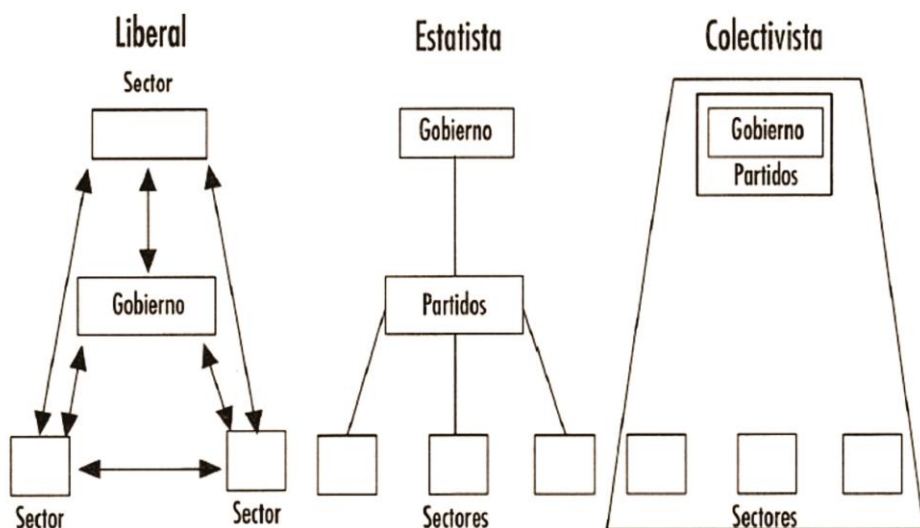 Liberal
Sector
Gobierno
Sector
Sector
Estatista
Gobierno
Partidos
Sectores
Colectivista
Gobierno
Partidos
Sectores